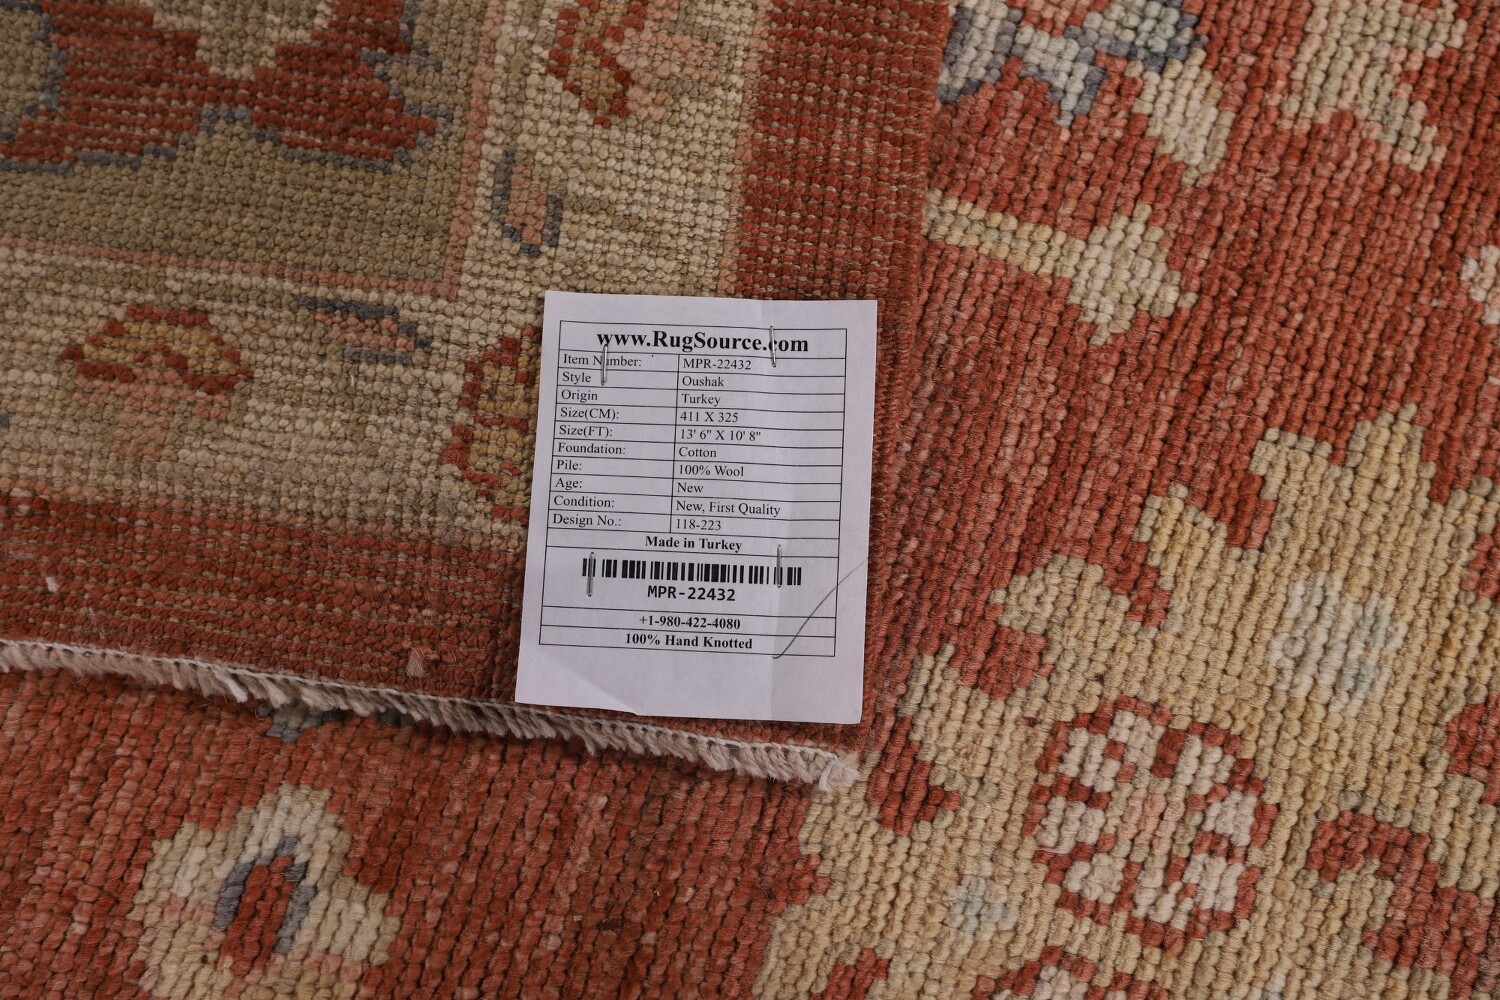 www.RugSource.com
Item Number: MPR-22432
Style Oushak
Origin Turkey
Size(CM): 411 X 325
Size(FT): 13' 6" X 10' 8"
Foundation: Cotton
Pile: 100% Wool
Age: New
Condition: New, First Quality
Design No.: 118-223
Made in Turkey
MPR-22432
+1-980-422-4080
100% Hand Knotted